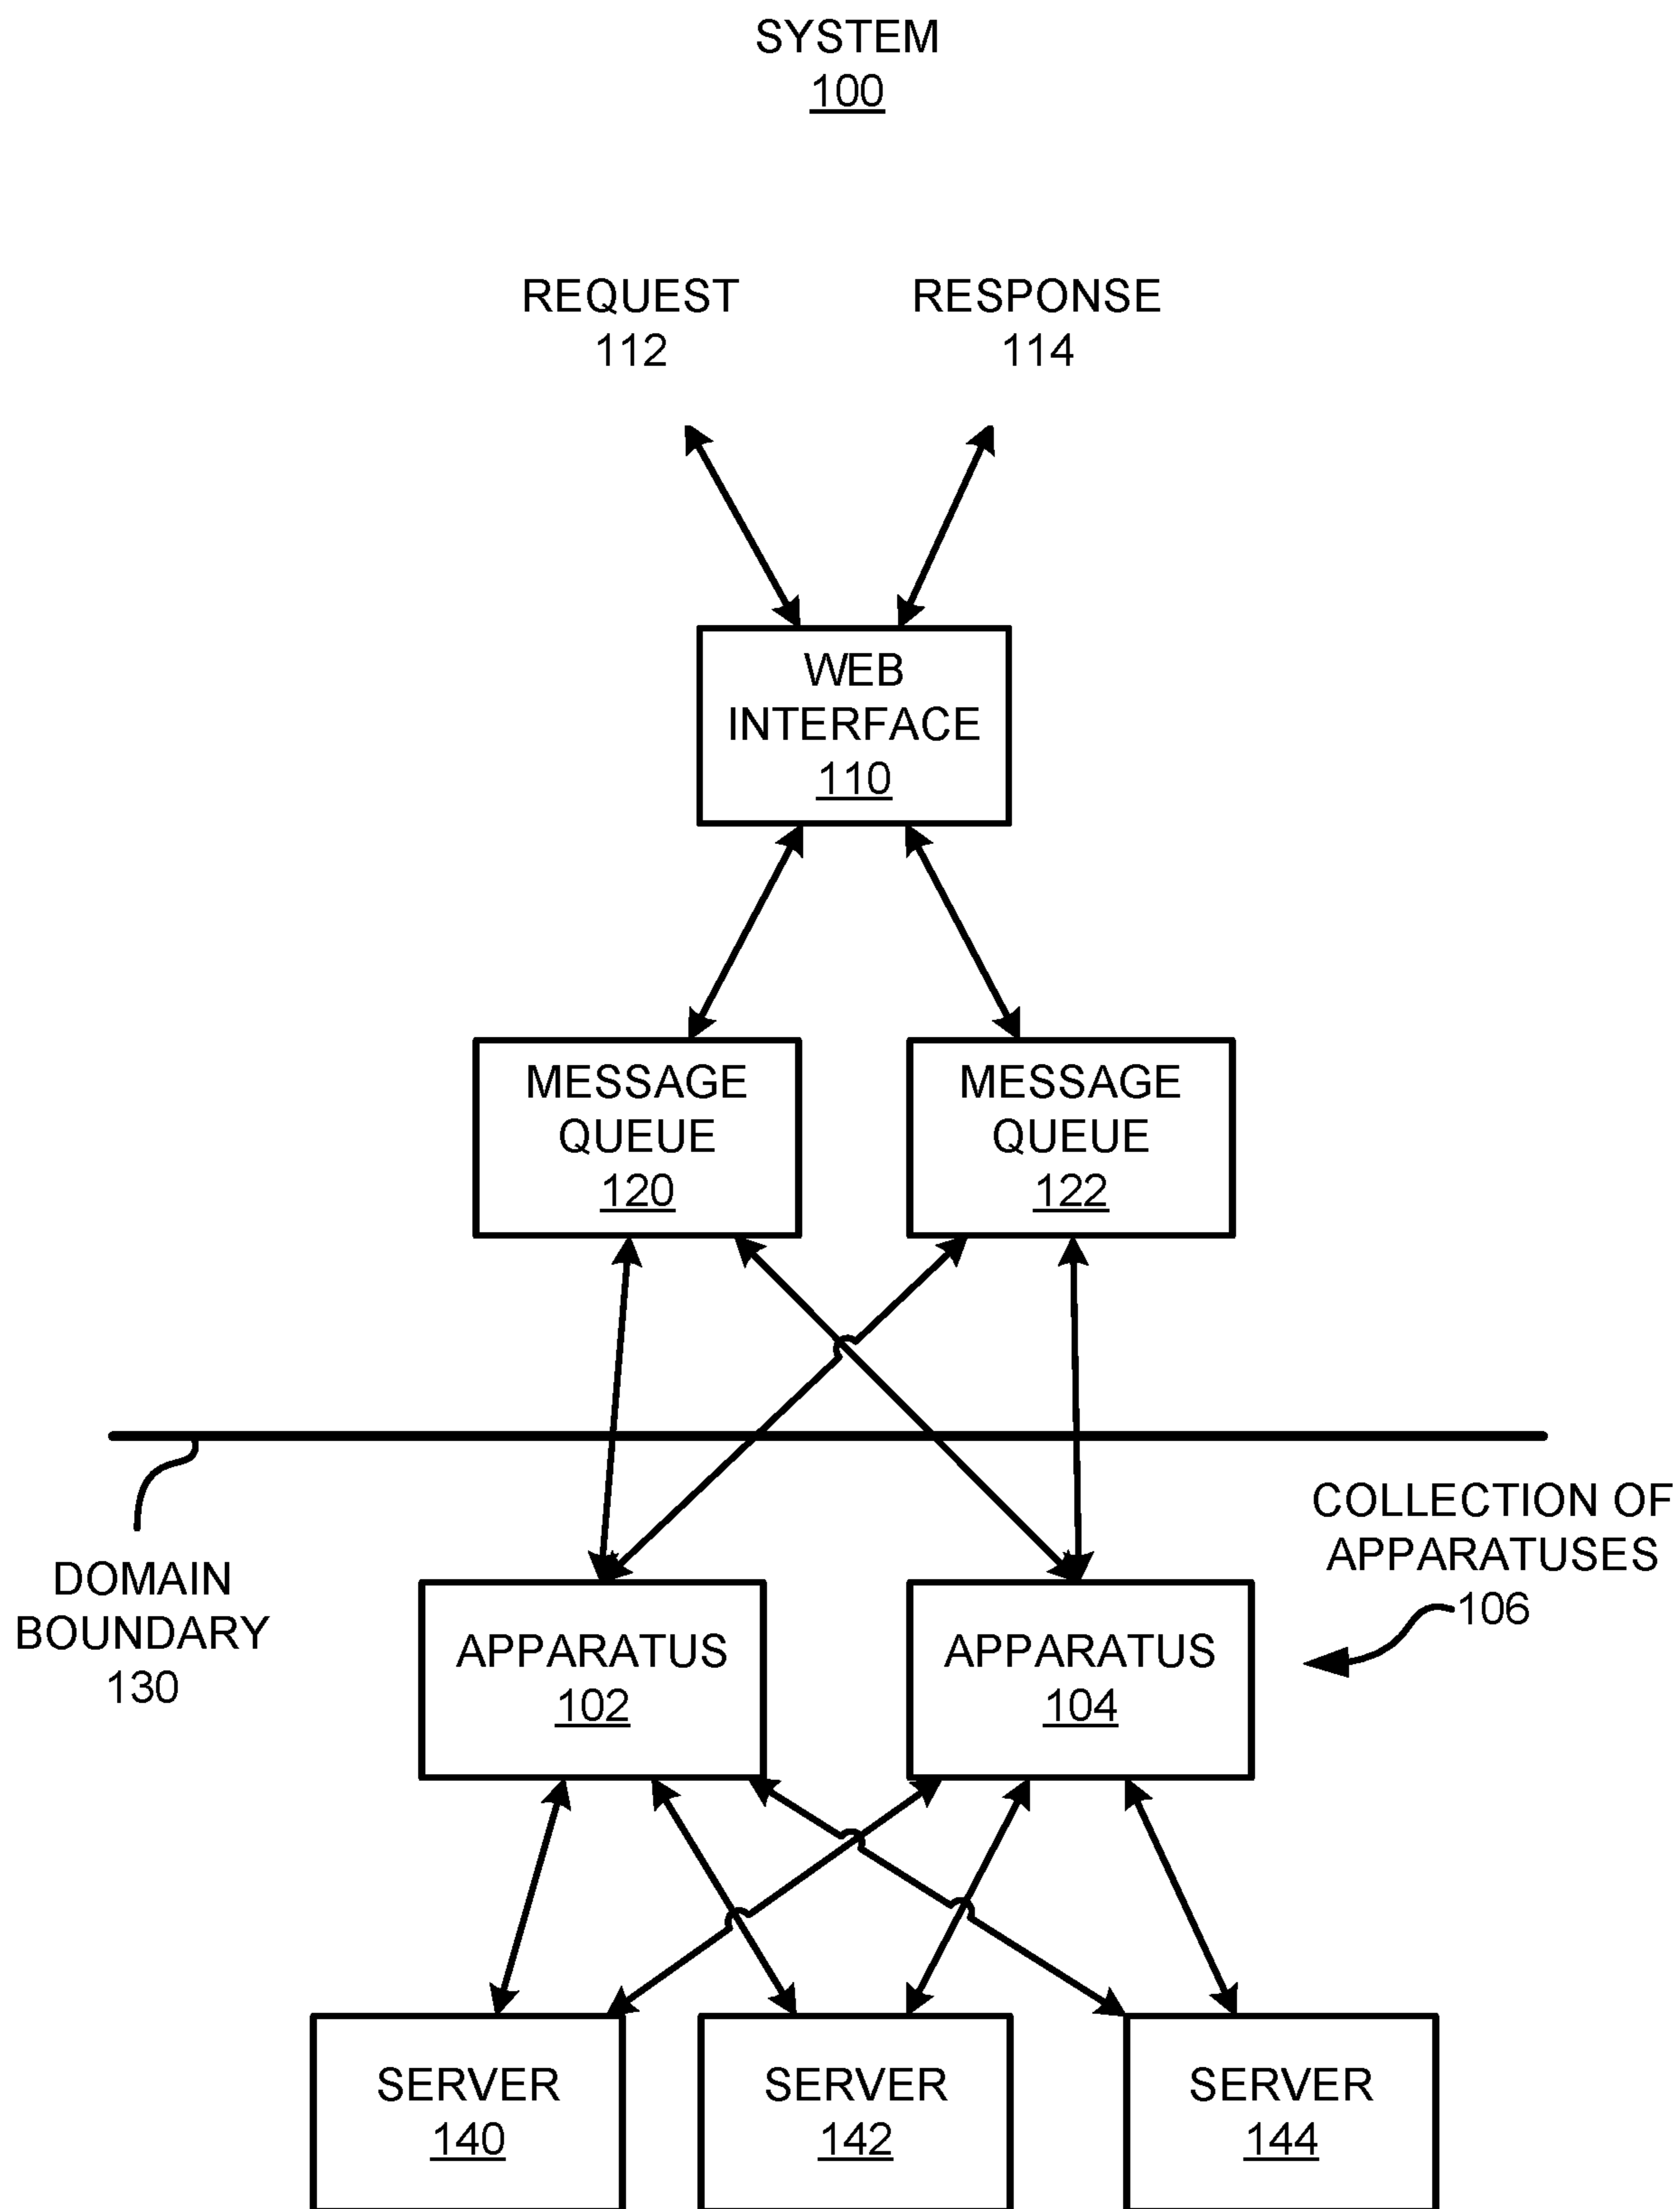 SYSTEM
100
REQUEST
112
RESPONSE
114
WEB
INTERFACE
110
MESSAGE
QUEUE
120
MESSAGE
QUEUE
122
DOMAIN
BOUNDARY
130
COLLECTION OF
APPARATUSES
106
APPARATUS
102
APPARATUS
104
SERVER
140
SERVER
142
SERVER
144